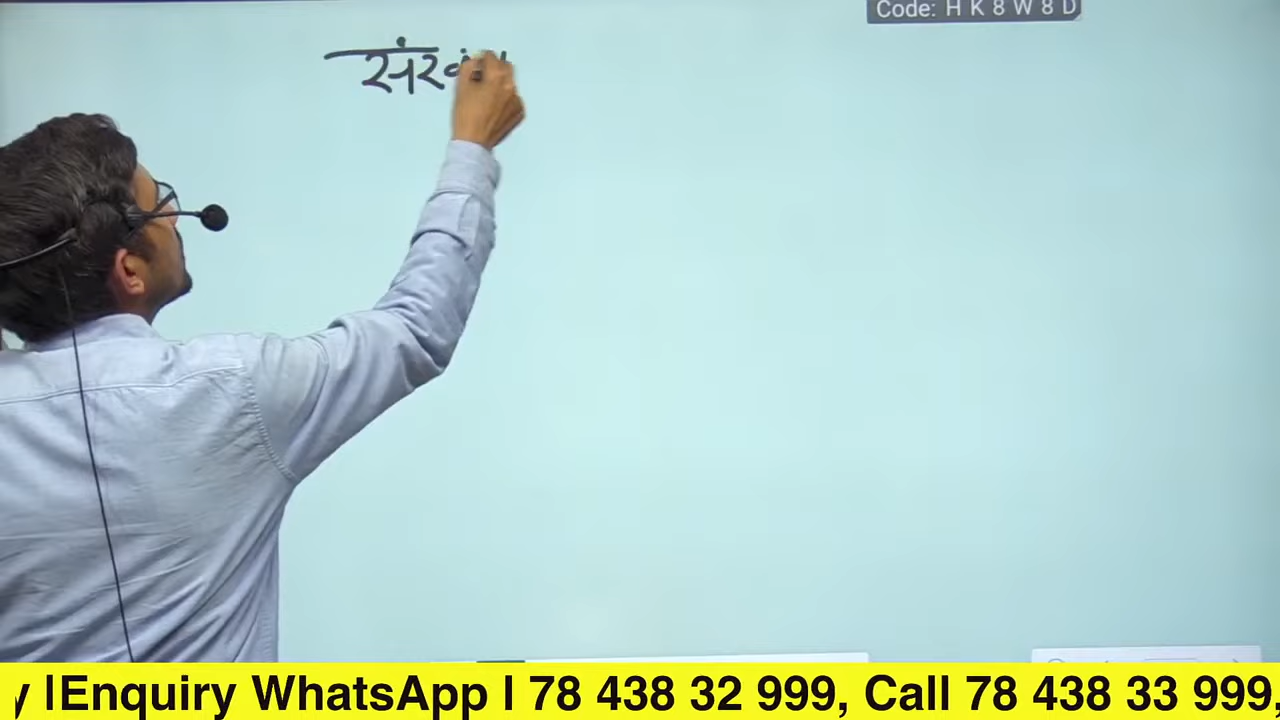 Code: H K 8 W 8 D
y |Enquiry WhatsApp I 78 438 32 999, Call 78 438 33 999,